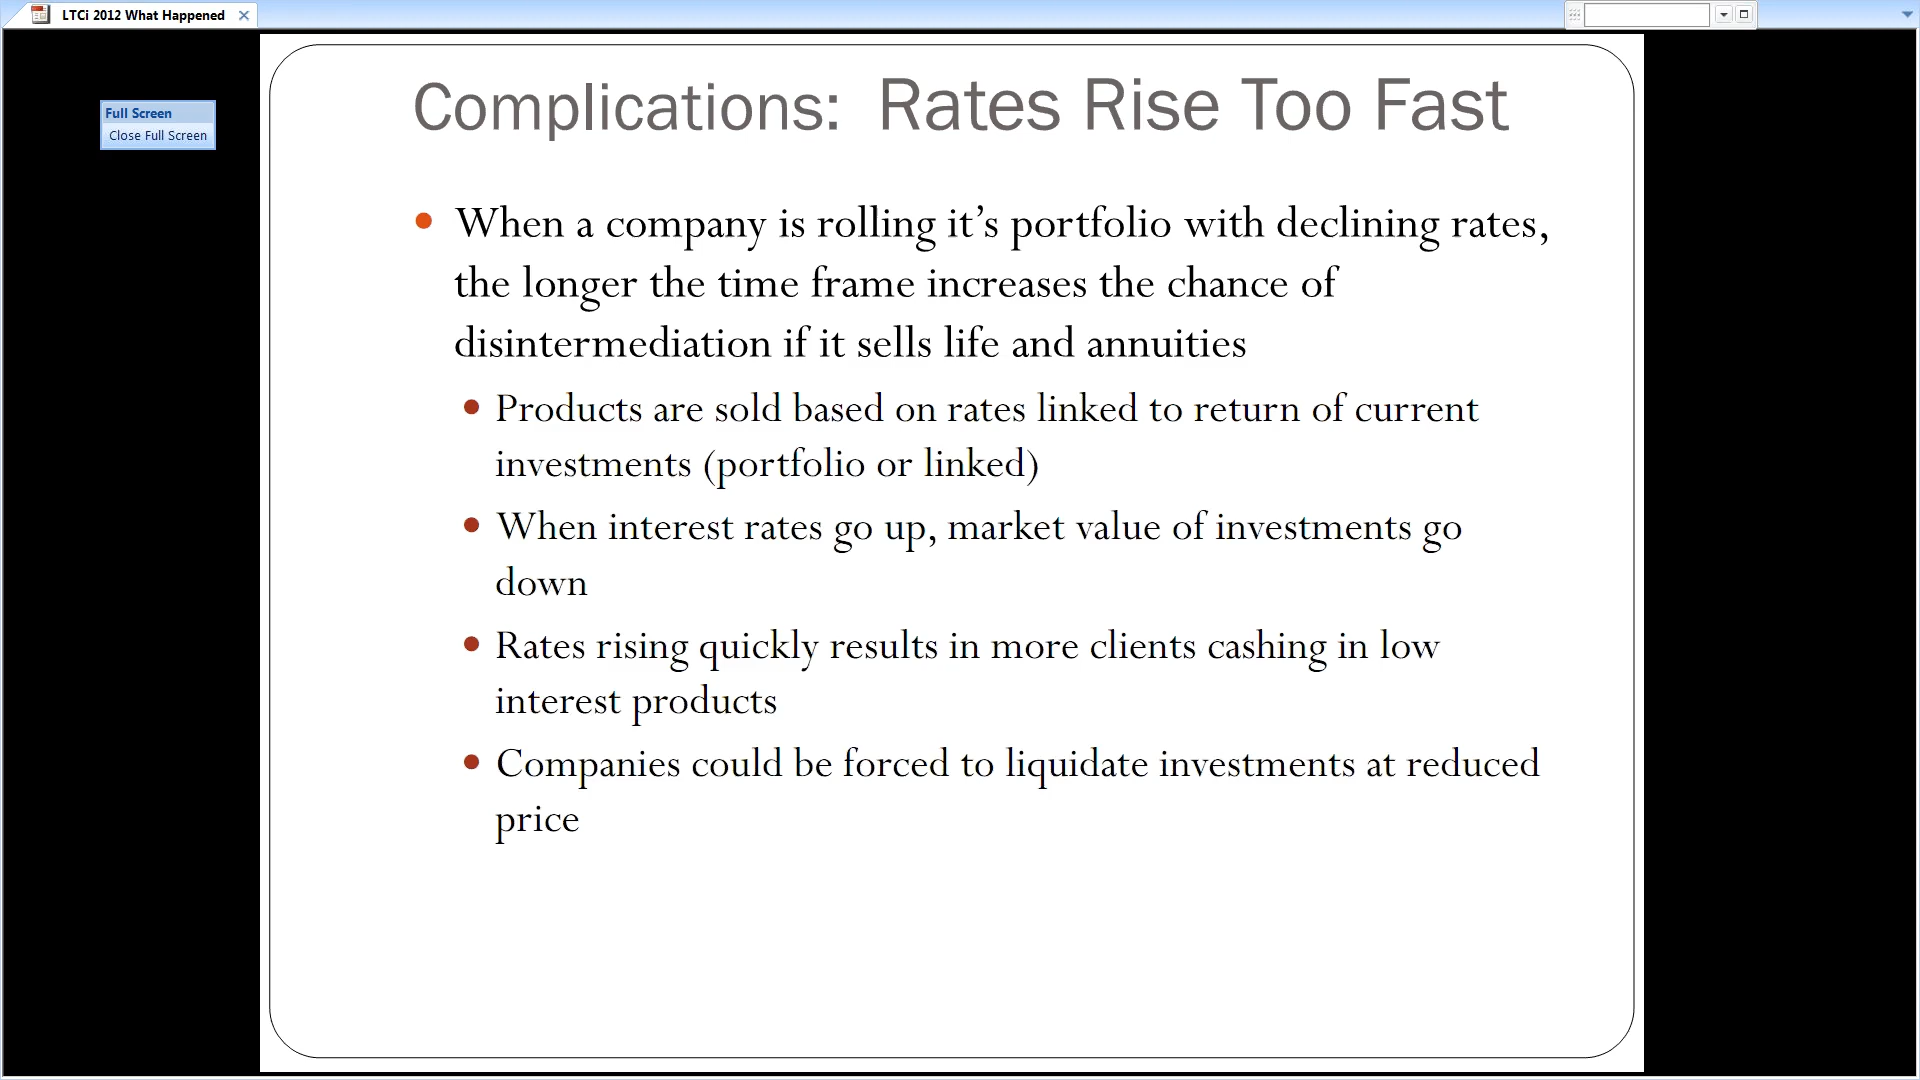 LTCi 2012 What Happened
Full Screen
Close Full Screen
Complications: Rates Rise Too Fast
When a company is rolling it’s portfolio with declining rates,
the longer the time frame increases the chance of
disintermediation if it sells life and annuities
Products are sold based on rates linked to return of current
investments (portfolio or linked)
When interest rates go up, market value of investments go
down
Rates rising quickly results in more clients cashing in low
interest products
Companies could be forced to liquidate investments at reduced
price